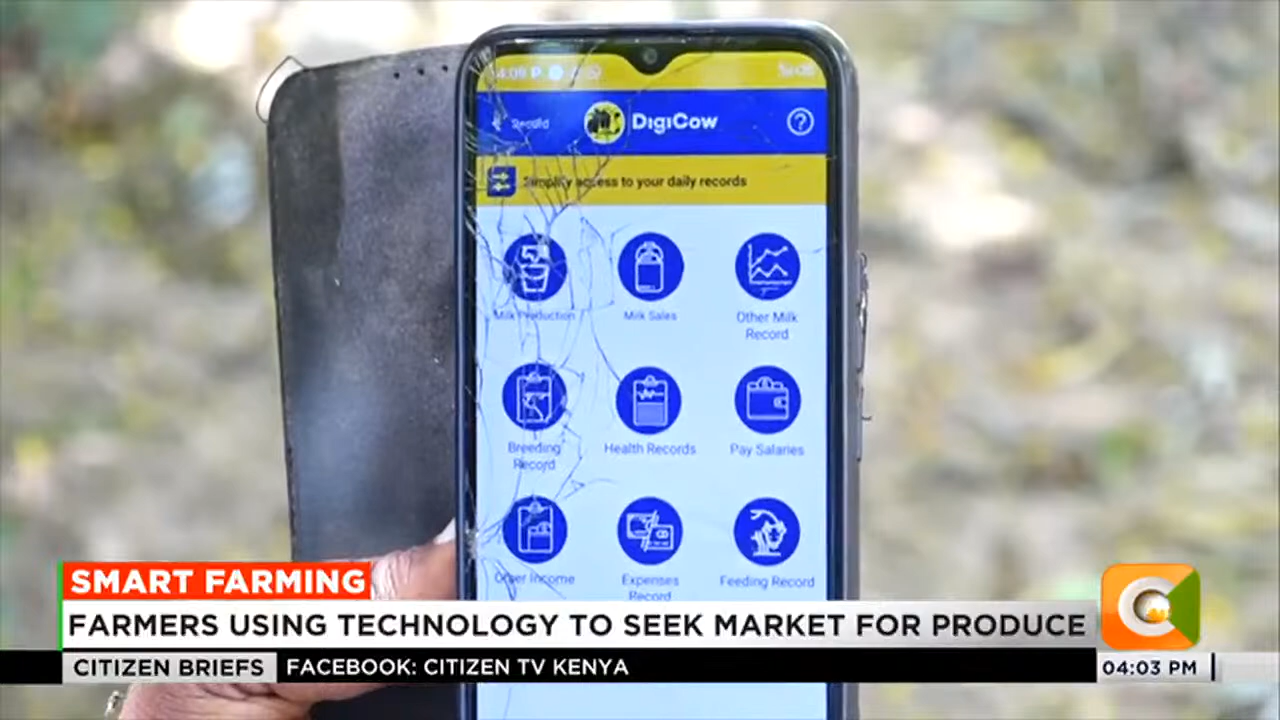 Record
DigiCow
?
Simplify access to your daily records
Milk Production
Milk Sales
Other Milk
Record
Breeding
Record
Health Records
Pay Salaries
Other Income
Expenses
Record
Feeding Record
SMART FARMING
FARMERS USING TECHNOLOGY TO SEEK MARKET FOR PRODUCE
CITIZEN BRIEFS
FACEBOOK: CITIZEN TV KENYA
04:03 PM